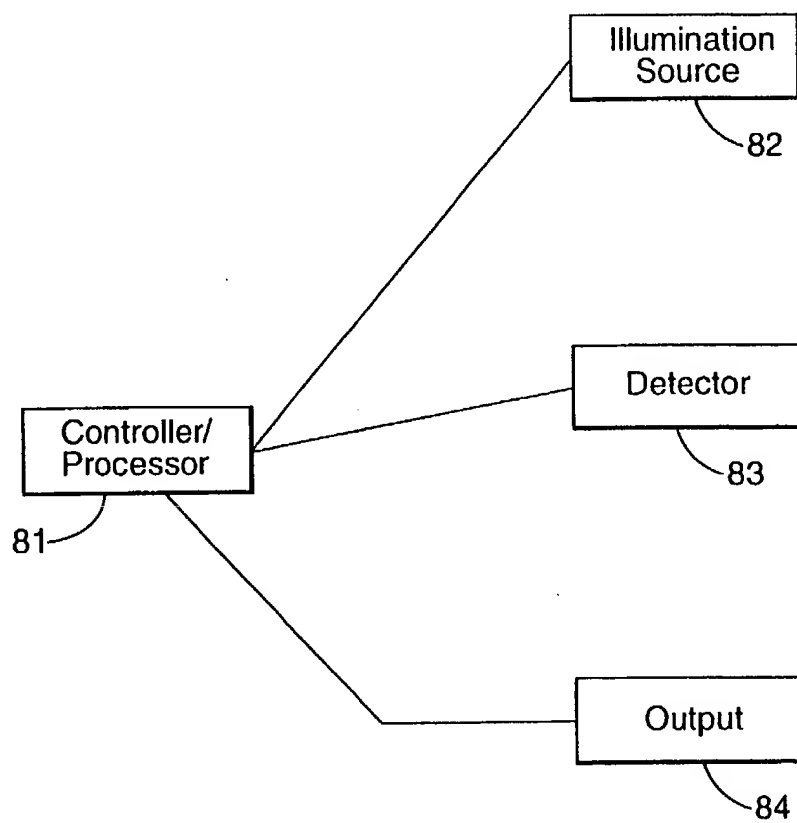 Illumination
Source
82
Detector
83
Controller/
Processor
81
Output
84